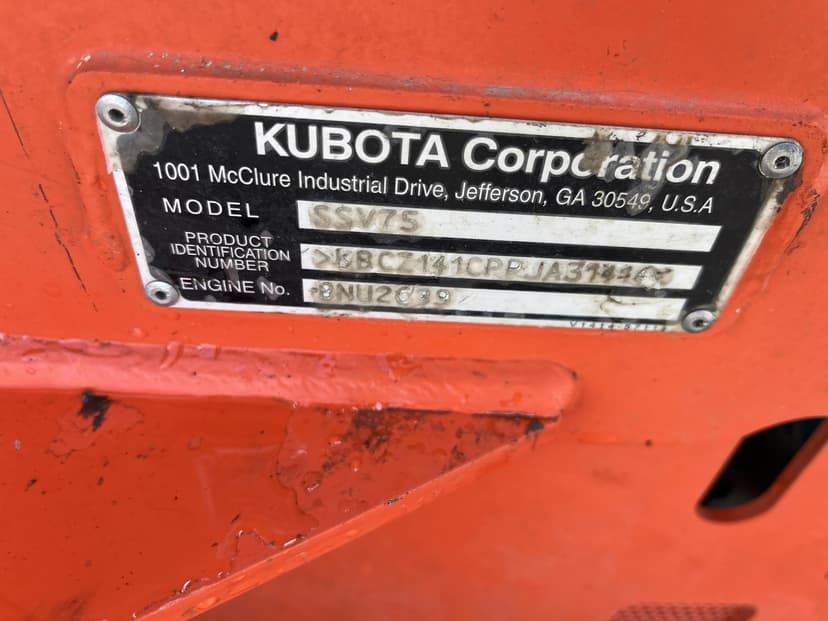 KUBOTA Corporation
1001 McClure Industrial Drive, Jefferson, GA 30549, U.S.A
MODEL SSV75
PRODUCT
IDENTIFICATION
NUMBER
ENGINE No.